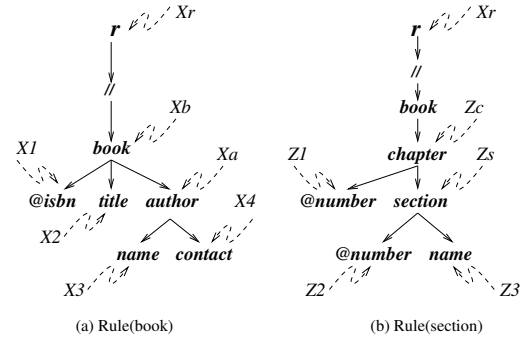 r Xr
//
book Xb
X1 Xa
@isbn title author X4
X2
name contact
X3
(a) Rule(book)
r Xr
//
book
Zc
chapter
Z1 Zs
@number section
@number name
Z2 Z3
(b) Rule(section)